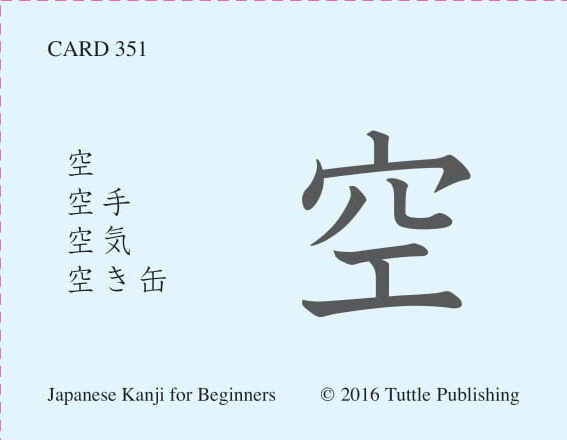 CARD 351
空
空手
空気
空き缶
空
Japanese Kanji for Beginners
© 2016 Tuttle Publishing